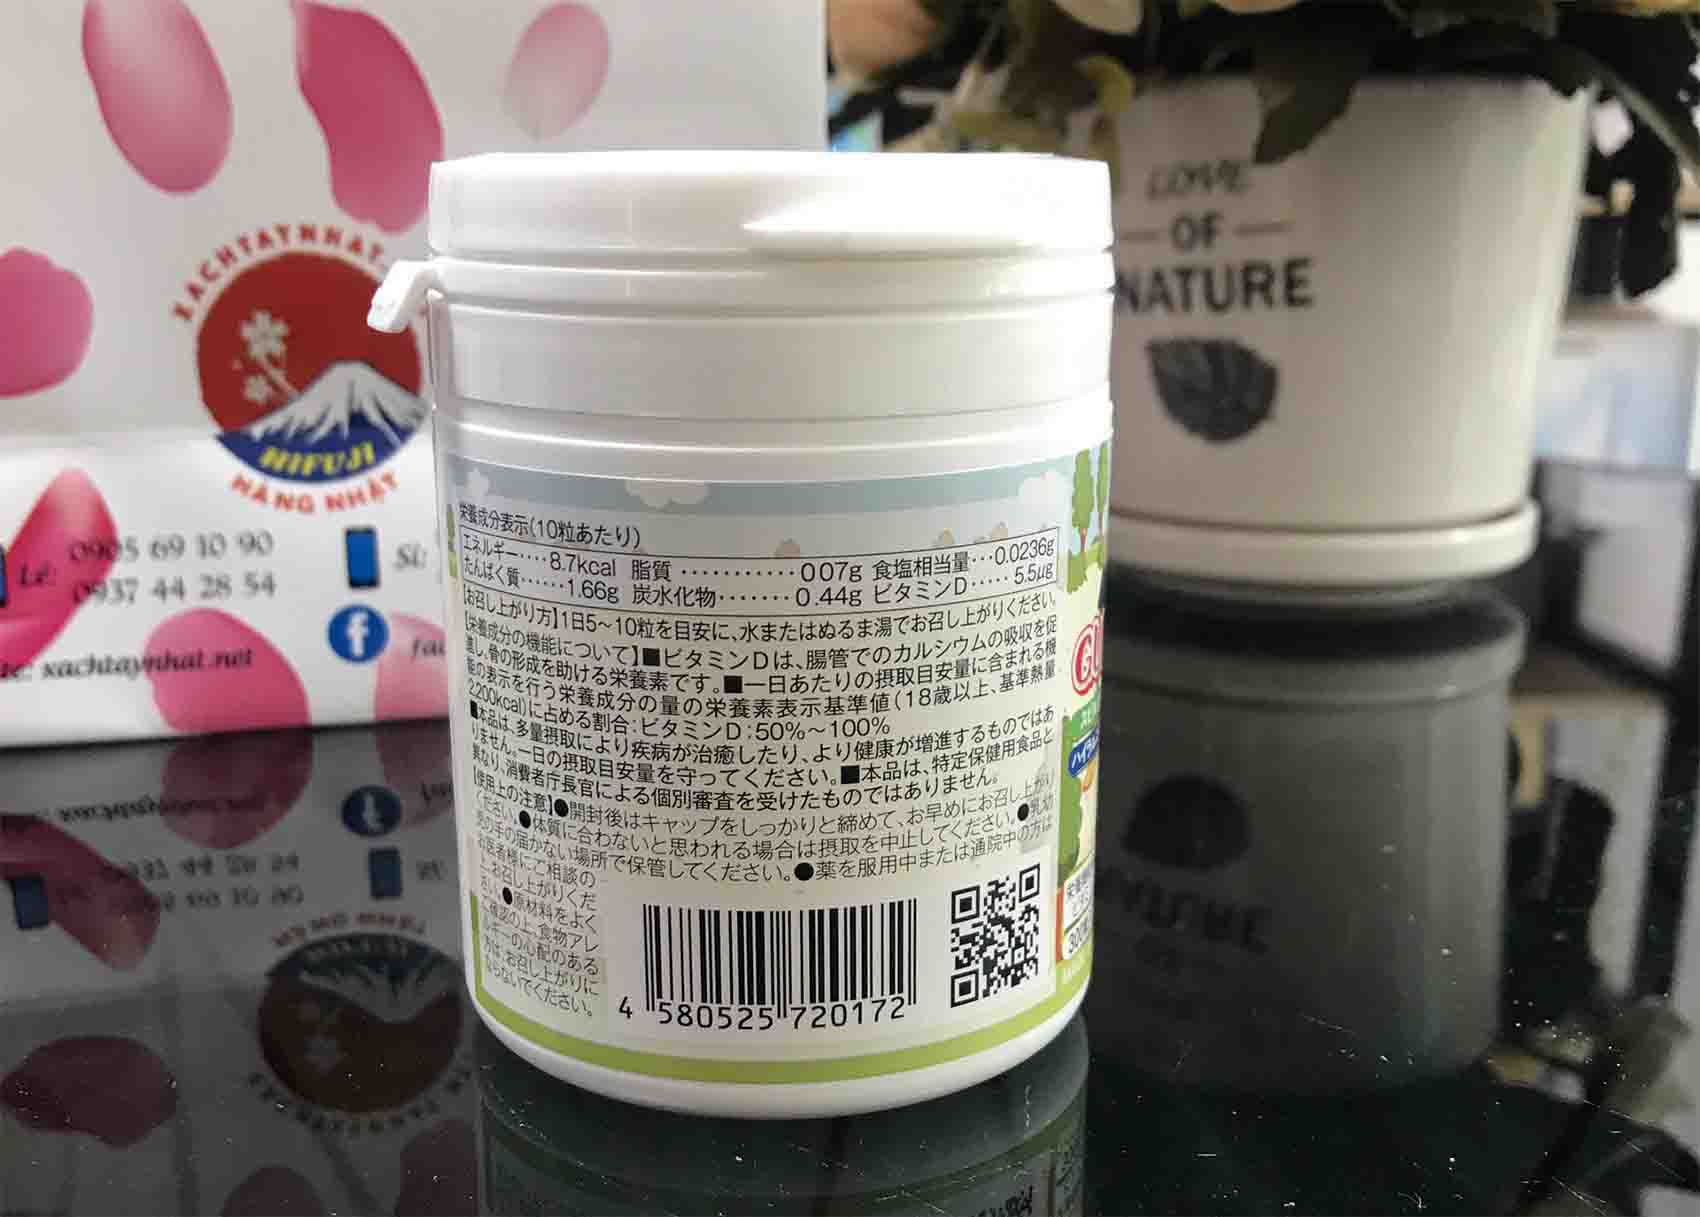 XACHTAYNHAT.
HIFUJI
HÀNG NHẬT
Lẻ: 0905 69 10 90
0937 44 28 54
Sỉ:
f
xachtaynhat.net
LOVE
OF
NATURE
栄養成分表示(10粒あたり)
エネルギー····8.7kcal 脂質············0 07g 食塩相当量···0.0236g
たんぱく質······1.66g 炭水化物·······0.44g ビタミンD·····5.5μg
【お召し上がり方】1日5〜10粒を目安に、水またはぬるま湯でお召し上がりください。
【栄養成分の機能について】■ビタミンDは、腸管でのカルシウムの吸収を促
進し、骨の形成を助ける栄養素です。■一日あたりの摂取目安量に含まれる機
能の表示を行う栄養成分の量の栄養素表示基準値(18歳以上、基準熱量
2,200kcal)に占める割合:ビタミンD:50%〜100%
■本品は、多量摂取により疾病が治癒したり、より健康が増進するものではあ
りません。一日の摂取目安量を守ってください。■本品は、特定保健用食品と
異なり、消費者庁長官による個別審査を受けたものではありません。
【使用上の注意】●開封後はキャップをしっかりと締めて、お早めにお召し上がり
ください。●体質に合わないと思われる場合は摂取を中止してください。●乳幼
児の手の届かない場所で保管してください。●薬を服用中または通院中の方は
お医者様にご相談の
上お召し上がりくだ
さい。●原材料をよく
ご確認の上、食物アレ
ルギーの心配のある
方は、お召し上がりに
ならないでください。
4 580525 720172